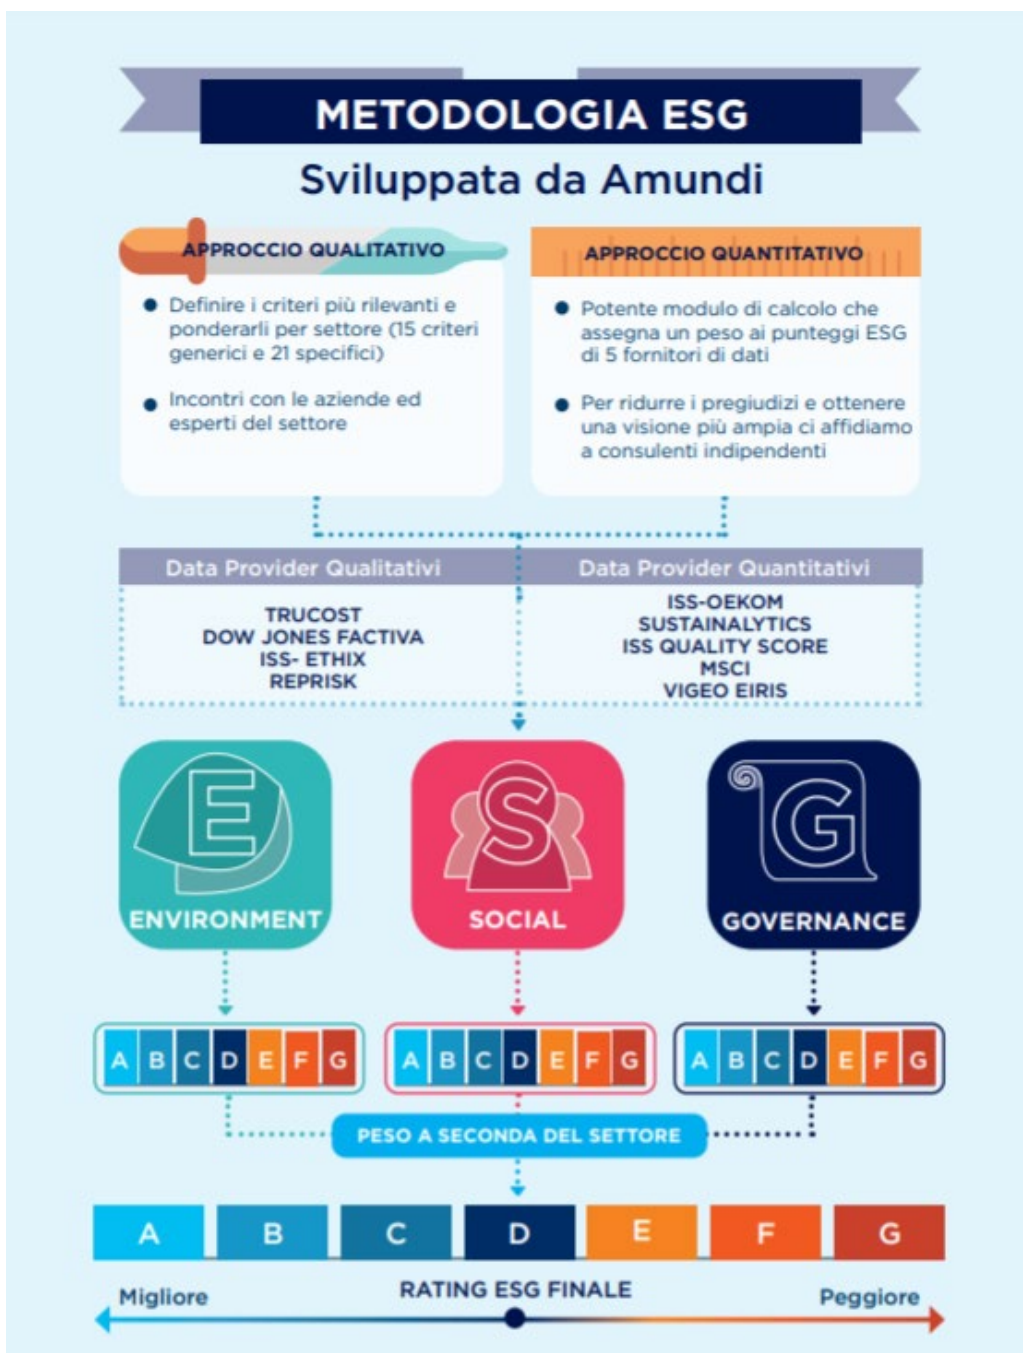 METODOLOGIA ESG
Sviluppata da Amundi
APPROCCIO QUALITATIVO
Definire i criteri più rilevanti e
ponderarli per settore (15 criteri
generici e 21 specifici)
Incontri con le aziende ed
esperti del settore
APPROCCIO QUANTITATIVO
Potente modulo di calcolo che
assegna un peso ai punteggi ESG
di 5 fornitori di dati
Per ridurre i pregiudizi e ottenere
una visione più ampia ci affidiamo
a consulenti indipendenti
Data Provider Qualitativi
TRUCOST
DOW JONES FACTIVA
ISS- ETHIX
REPRISK
Data Provider Quantitativi
ISS-OEKOM
SUSTAINALYTICS
ISS QUALITY SCORE
MSCI
VIGEO EIRIS
E
ENVIRONMENT
S
SOCIAL
G
GOVERNANCE
A B C D E F G
A B C D E F G
A B C D E F G
PESO A SECONDA DEL SETTORE
A B C D E F G
Migliore
RATING ESG FINALE
Peggiore